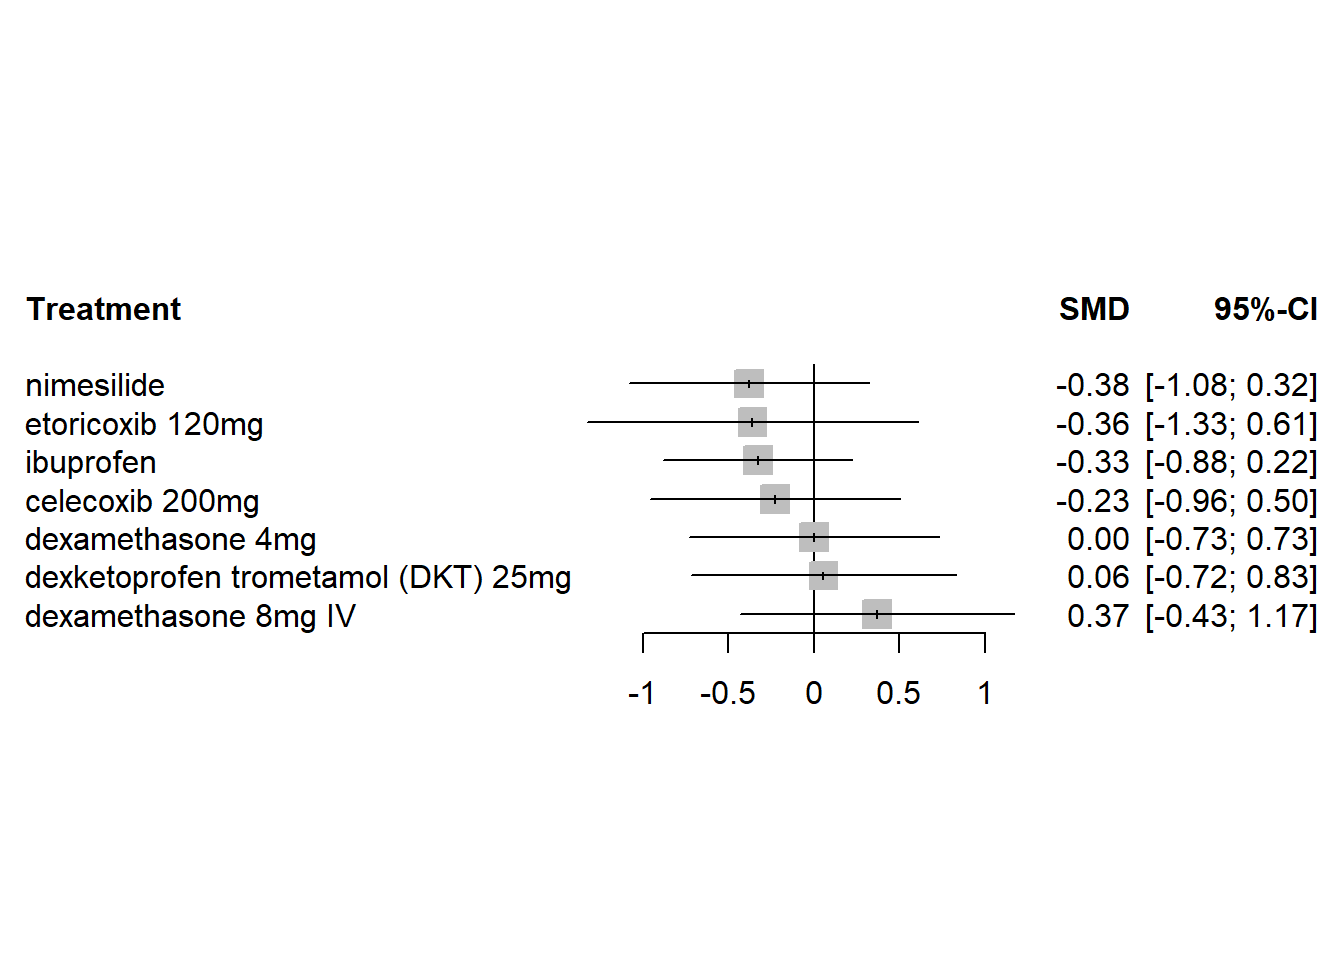 Treatment SMD 95%-CI
nimesilide -0.38 [-1.08; 0.32]
etoricoxib 120mg -0.36 [-1.33; 0.61]
ibuprofen -0.33 [-0.88; 0.22]
celecoxib 200mg -0.23 [-0.96; 0.50]
dexamethasone 4mg 0.00 [-0.73; 0.73]
dexketoprofen trometamol (DKT) 25mg 0.06 [-0.72; 0.83]
dexamethasone 8mg IV 0.37 [-0.43; 1.17]
-1 -0.5 0 0.5 1